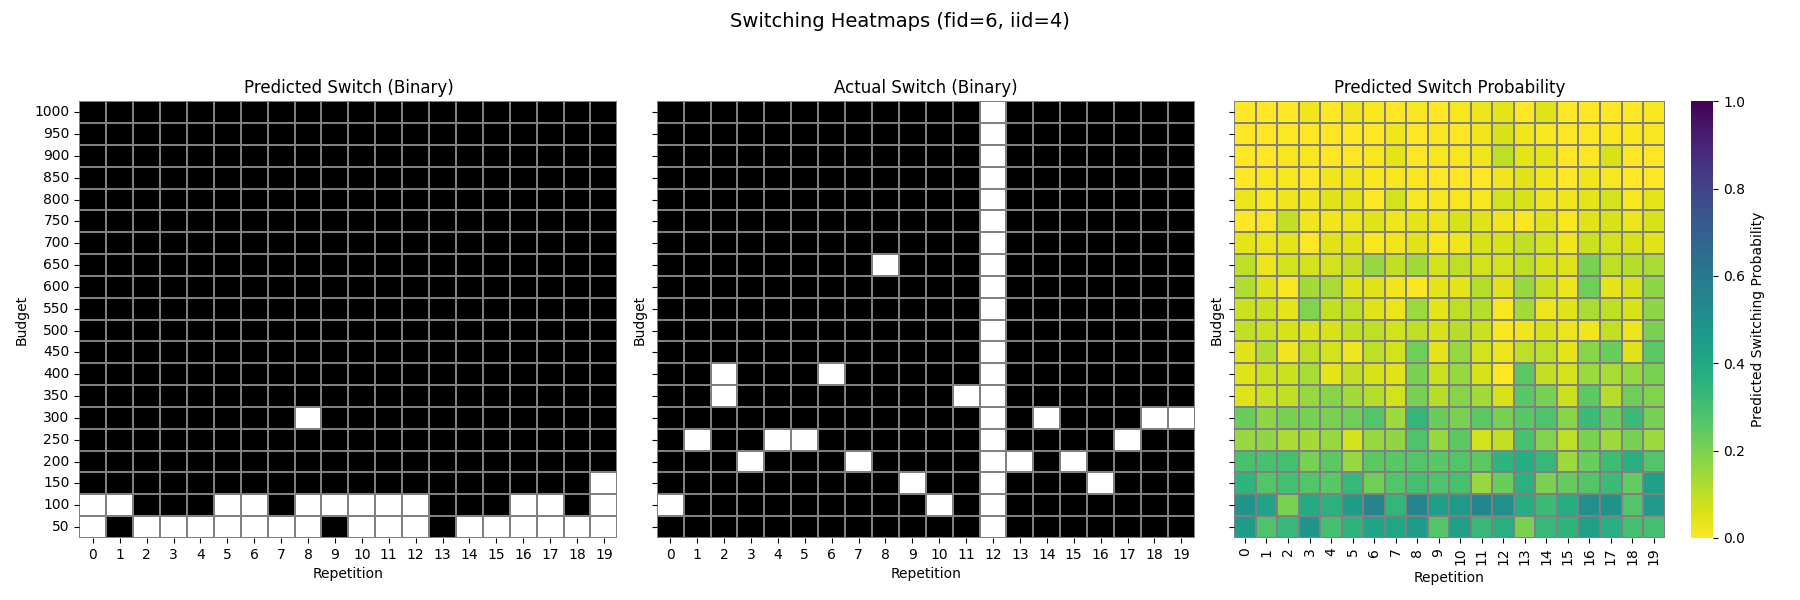 Switching Heatmaps (fid=6, iid=4)
Predicted Switch (Binary)
Budget
1000
950
900
850
800
750
700
650
600
550
500
450
400
350
300
250
200
150
100
50
0 1 2 3 4 5 6 7 8 9 10 11 12 13 14 15 16 17 18 19
Repetition
Actual Switch (Binary)
Budget
0 1 2 3 4 5 6 7 8 9 10 11 12 13 14 15 16 17 18 19
Repetition
Predicted Switch Probability
Budget
0 1 2 3 4 5 6 7 8 9 10 11 12 13 14 15 16 17 18 19
Repetition
1.0
0.8
0.6
0.4
0.2
0.0
Predicted Switching Probability